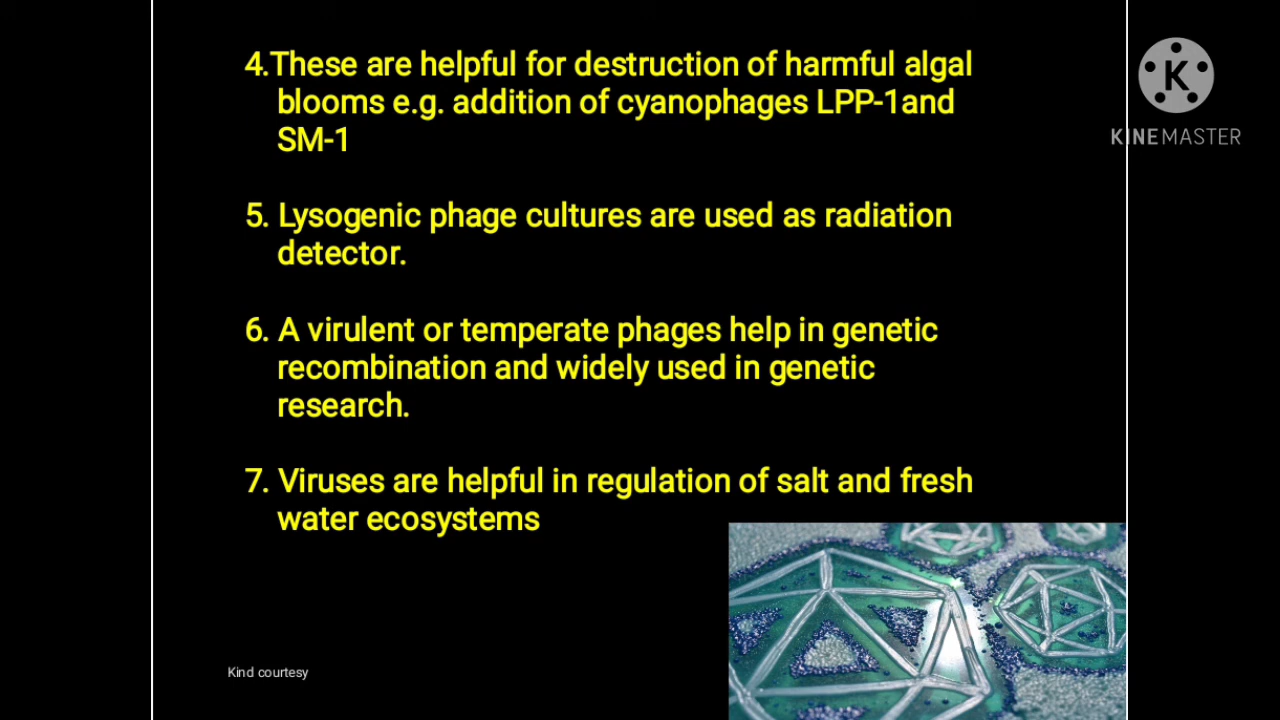 4.These are helpful for destruction of harmful algal
blooms e.g. addition of cyanophages LPP-1and
SM-1
5. Lysogenic phage cultures are used as radiation
detector.
6. A virulent or temperate phages help in genetic
recombination and widely used in genetic
research.
7. Viruses are helpful in regulation of salt and fresh
water ecosystems
Kind courtesy
K
KINEMASTER